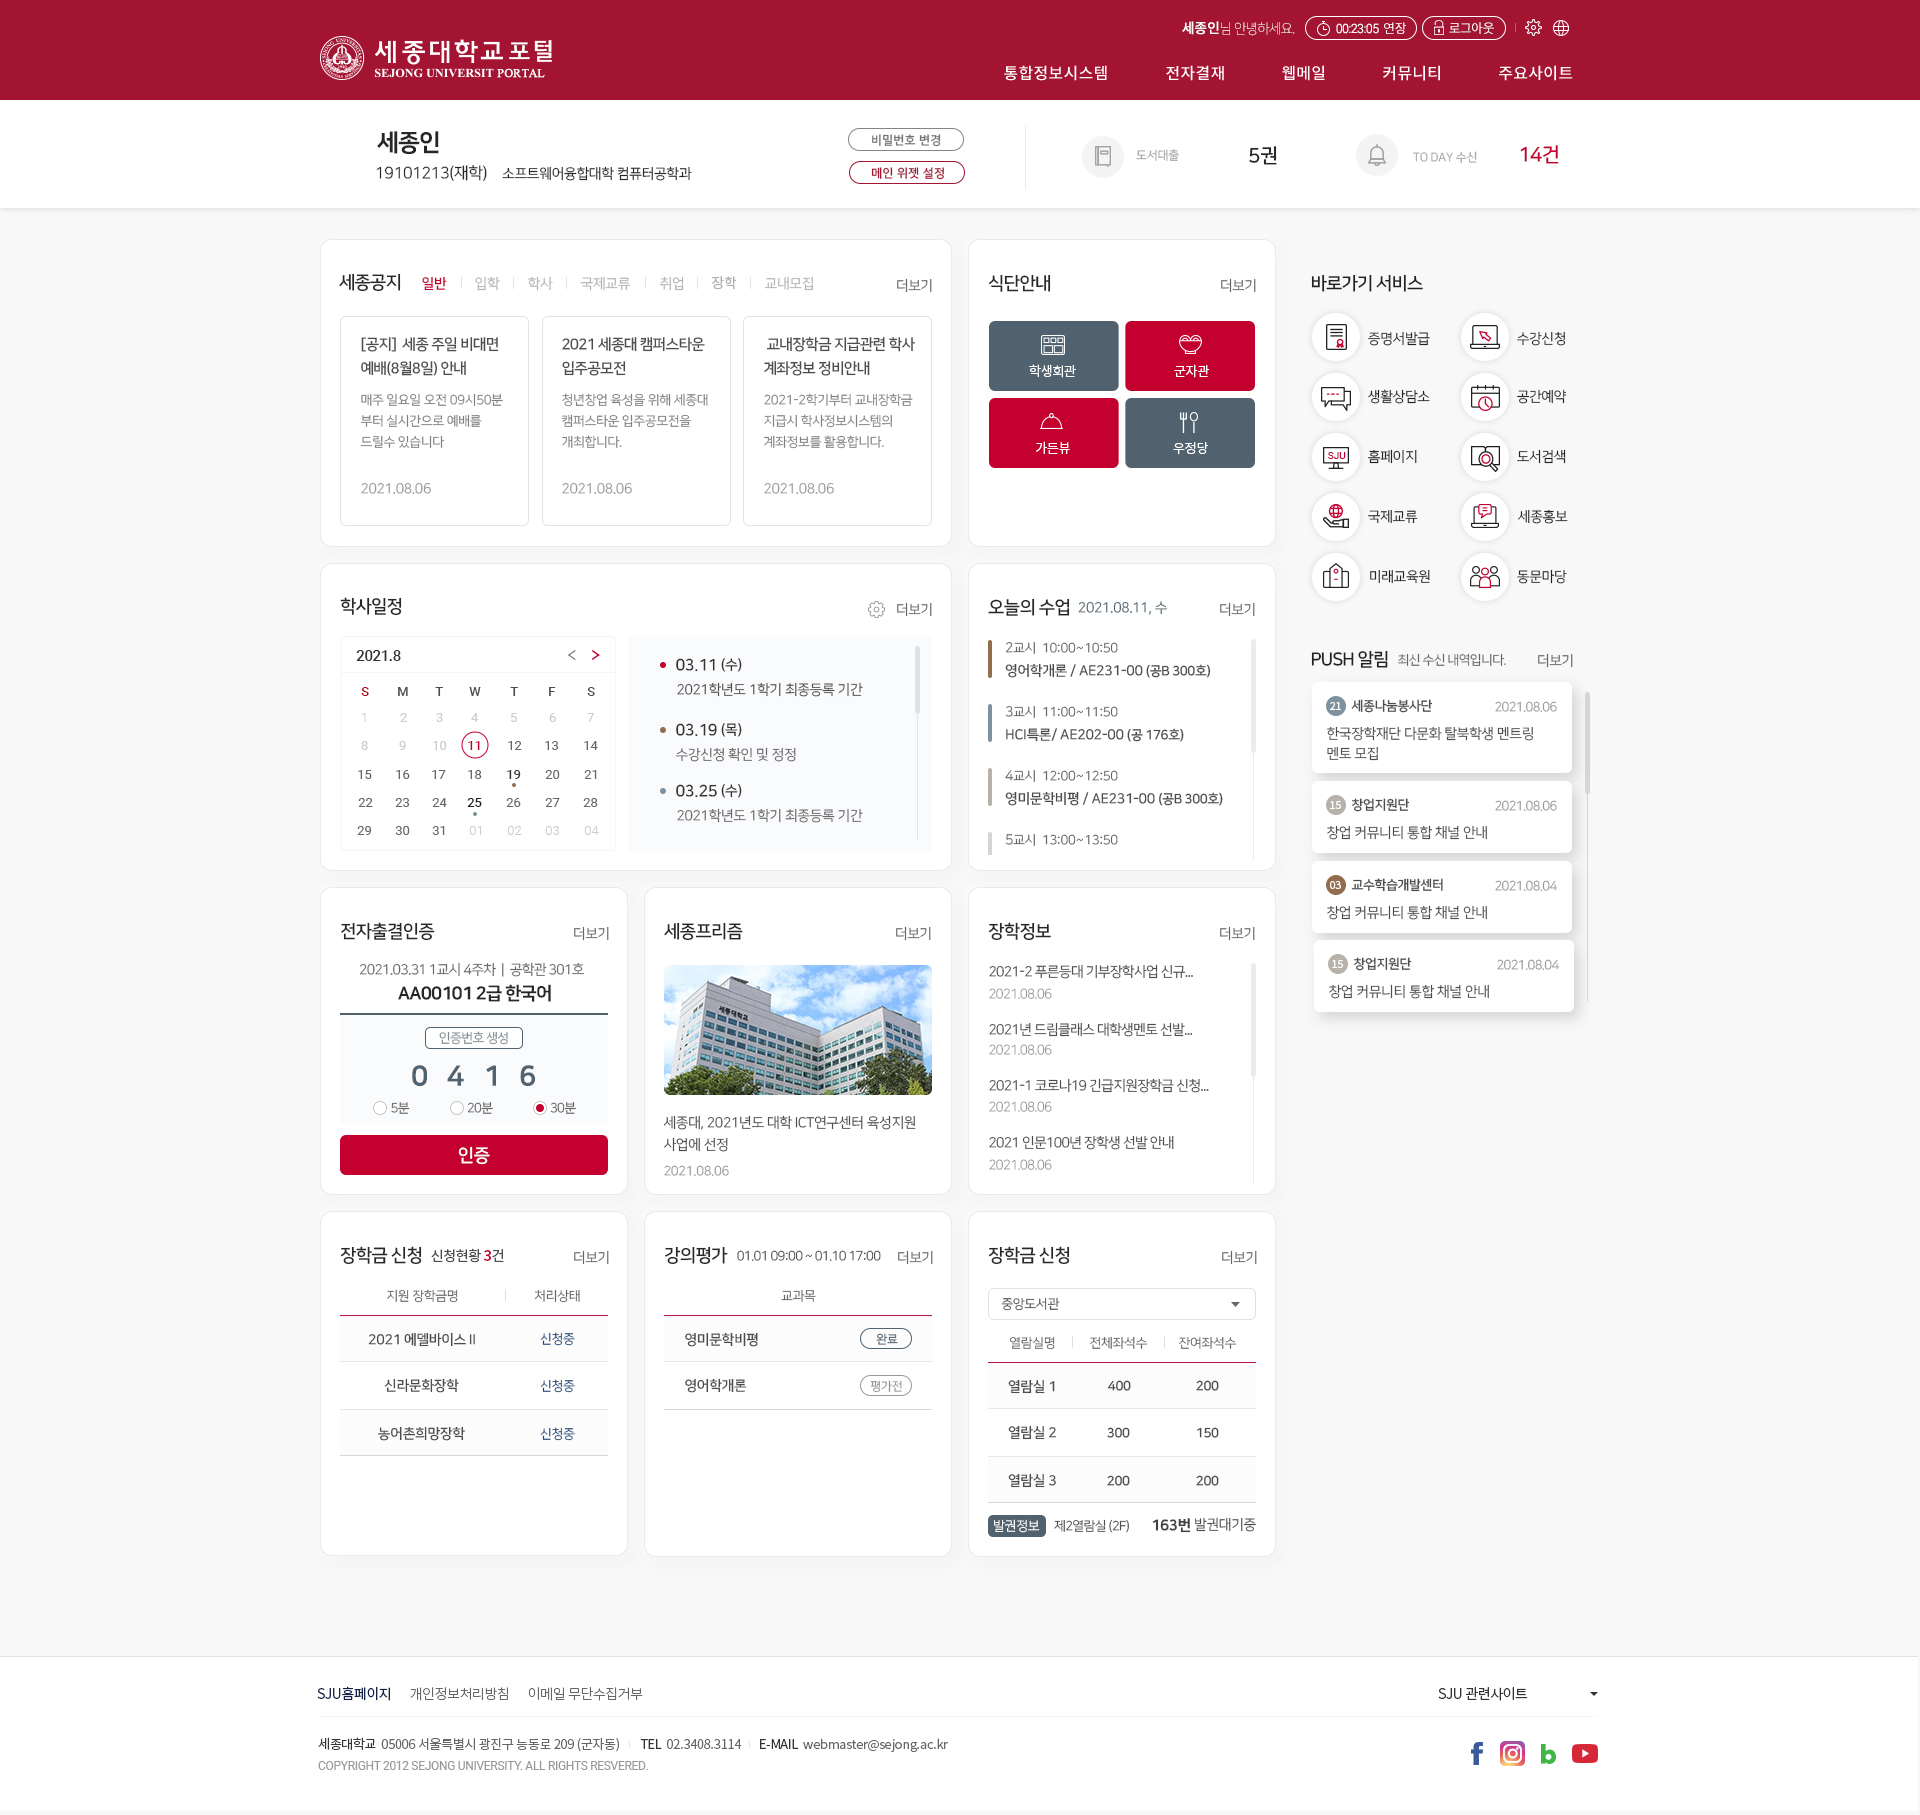 세종인님 안녕하세요.
00:23:05 연장
로그아웃
세종대학교포털
SEJONG UNIVERSIT PORTAL
통합정보시스템
전자결재
웹메일
커뮤니티
주요사이트
세종인
19101213(재학) 소프트웨어융합대학 컴퓨터공학과
비밀번호 변경
메인 위젯 설정
도서대출
5권
TO DAY 수신
14건
세종공지
일반
입학
학사
국제교류
취업
장학
교내모집
더보기
[공지] 세종 주일 비대면
예배(8월8일) 안내
매주 일요일 오전 09시50분
부터 실시간으로 예배를
드릴수 있습니다
2021.08.06
2021 세종대 캠퍼스타운
입주공모전
청년창업 육성을 위해 세종대
캠퍼스타운 입주공모전을
개최합니다.
2021.08.06
교내장학금 지급관련 학사
계좌정보 정비안내
2021-2학기부터 교내장학금
지급시 학사정보시스템의
계좌정보를 활용합니다.
2021.08.06
식단안내
더보기
학생회관
군자관
가든뷰
우정당
바로가기 서비스
증명서발급
수강신청
생활상담소
공간예약
SJU
홈페이지
도서검색
국제교류
세종홍보
미래교육원
동문마당
학사일정
더보기
2021.8
< >
S M T W T F S
1 2 3 4 5 6 7
8 9 10 11 12 13 14
15 16 17 18 19 20 21
22 23 24 25 26 27 28
29 30 31 01 02 03 04
03.11 (수)
2021학년도 1학기 최종등록 기간
03.19 (목)
수강신청 확인 및 정정
03.25 (수)
2021학년도 1학기 최종등록 기간
오늘의 수업 2021.08.11, 수
더보기
2교시 10:00~10:50
영어학개론 / AE231-00 (공B 300호)
3교시 11:00~11:50
HCI특론/ AE202-00 (공 176호)
4교시 12:00~12:50
영미문학비평 / AE231-00 (공B 300호)
5교시 13:00~13:50
PUSH 알림 최신 수신 내역입니다.
더보기
21 세종나눔봉사단 2021.08.06
한국장학재단 다문화 탈북학생 멘트링
멘토 모집
15 창업지원단 2021.08.06
창업 커뮤니티 통합 채널 안내
03 교수학습개발센터 2021.08.04
창업 커뮤니티 통합 채널 안내
15 창업지원단 2021.08.04
창업 커뮤니티 통합 채널 안내
전자출결인증
더보기
2021.03.31 1교시 4주차 | 공학관 301호
AA00101 2급 한국어
인증번호 생성
0 4 1 6
5분 20분 30분
인증
세종프리즘
더보기
세종대학교
세종대, 2021년도 대학 ICT연구센터 육성지원
사업에 선정
2021.08.06
장학정보
더보기
2021-2 푸른등대 기부장학사업 신규...
2021.08.06
2021년 드림클래스 대학생멘토 선발...
2021.08.06
2021-1 코로나19 긴급지원장학금 신청...
2021.08.06
2021 인문100년 장학생 선발 안내
2021.08.06
장학금 신청 신청현황 3건
더보기
지원 장학금명 처리상태
2021 에델바이스 II 신청중
신라문화장학 신청중
농어촌희망장학 신청중
강의평가 01.01 09:00 ~ 01.10 17:00
더보기
교과목
영미문학비평 완료
영어학개론 평가전
장학금 신청
더보기
중앙도서관
열람실명 전체좌석수 잔여좌석수
열람실 1 400 200
열람실 2 300 150
열람실 3 200 200
발권정보 제2열람실 (2F) 163번 발권대기중
SJU홈페이지 개인정보처리방침 이메일 무단수집거부
SJU 관련사이트
세종대학교 05006 서울특별시 광진구 능동로 209 (군자동) TEL 02.3408.3114 E-MAIL webmaster@sejong.ac.kr
COPYRIGHT 2012 SEJONG UNIVERSITY. ALL RIGHTS RESVERED.